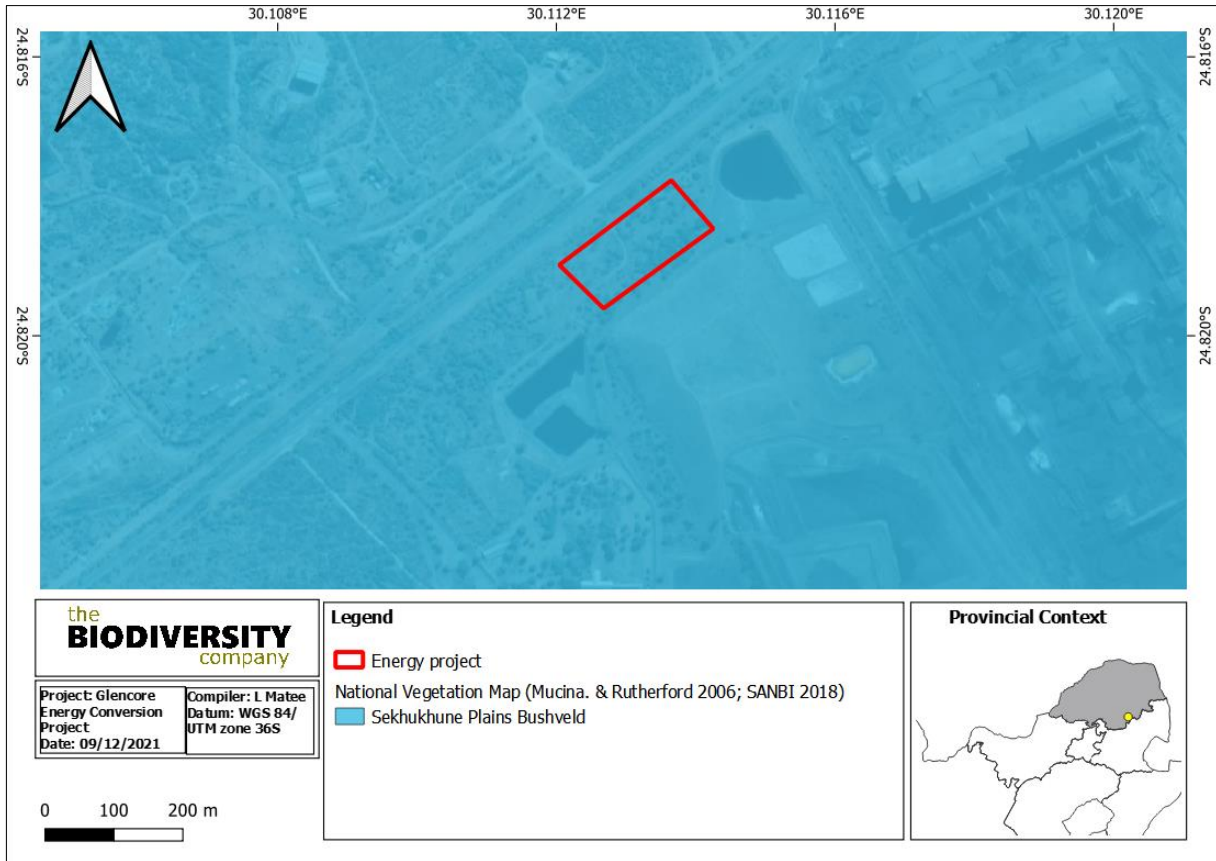 30.108°E 30.112°E 30.116°E 30.120°E
24.816°S 24.816°S
24.820°S 24.820°S
the
BIODIVERSITY
company
Project: Glencore
Energy Conversion
Project
Date: 09/12/2021
Compiler: L Matee
Datum: WGS 84/
UTM zone 36S
0 100 200 m
Legend
Energy project
National Vegetation Map (Mucina. & Rutherford 2006; SANBI 2018)
Sekhukhune Plains Bushveld
Provincial Context